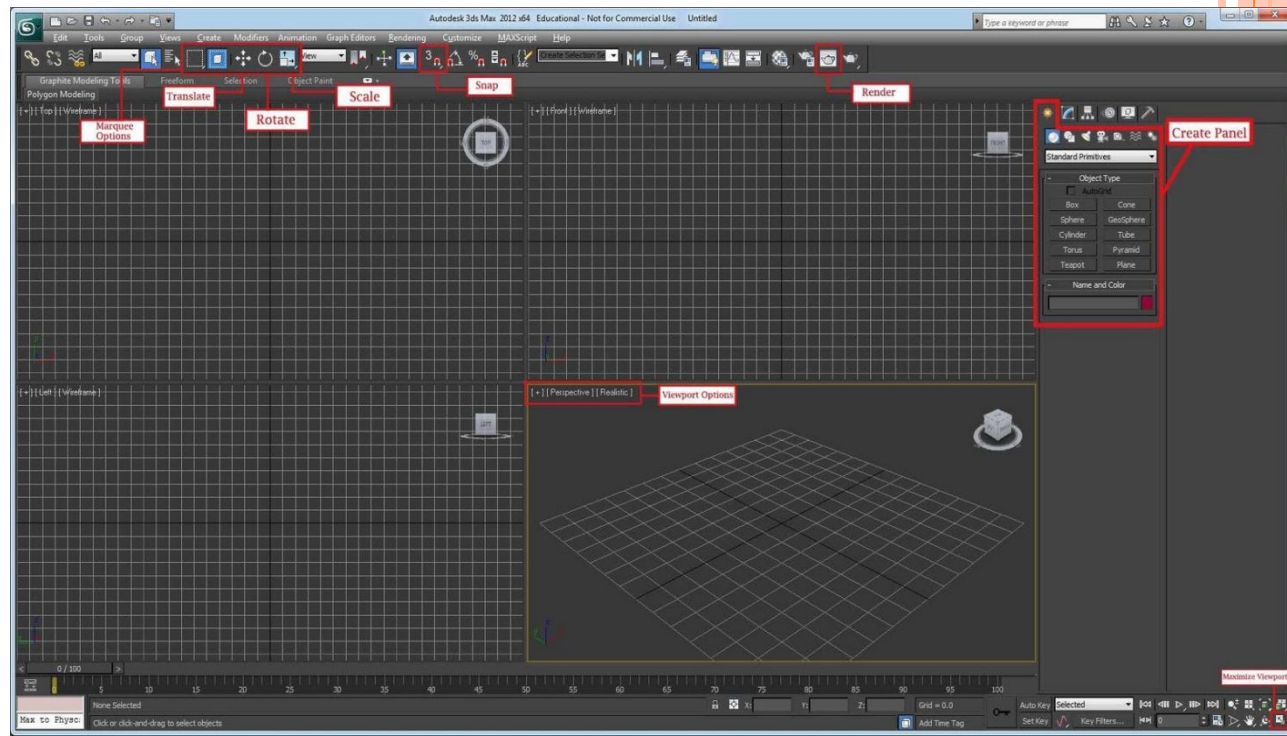 Autodesk 3ds Max 2012 x64 Educational - Not for Commercial Use Untitled
Type a keyword or phrase
Edit Tools Group Views Create Modifiers Animation Graph Editors Rendering Customize MAXScript Help
All
View
3
Create Selection Se
Graphite Modeling Tools Freeform Selection Object Paint
Polygon Modeling
Marquee
Options
Translate
Rotate
Scale
Snap
Render
Create Panel
[ + ] [ Top ] [ Wireframe ]
TOP
[ + ] [ Front ] [ Wireframe ]
FRONT
Standard Primitives
- Object Type
AutoGrid
Box Cone
Sphere GeoSphere
Cylinder Tube
Torus Pyramid
Teapot Plane
- Name and Color
[ + ] [ Left ] [ Wireframe ]
LEFT
[ + ] [ Perspective ] [ Realistic ]
Viewport Options
< 0 / 100 >
0 5 10 15 20 25 30 35 40 45 50 55 60 65 70 75 80 85 90 95 100
Maximize Viewport
None Selected
X: Y: Z: Grid = 0.0
Auto Key Selected
Max to Physc:
Click or click-and-drag to select objects
Add Time Tag
Set Key Key Filters... 0